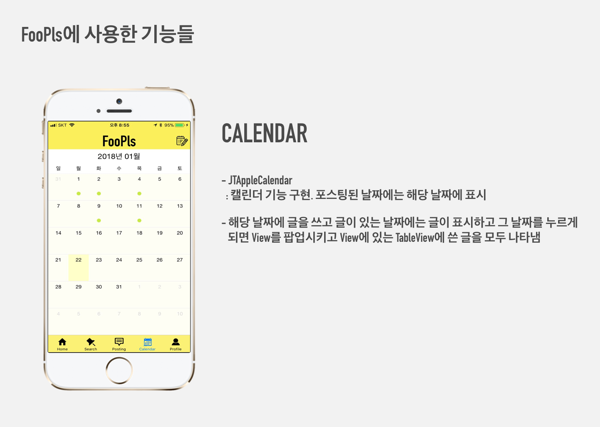 FooPls에 사용한 기능들
SKT 오후 8:55 85%
FooPls
2018년 01월
일 월 화 수 목 금 토
31 1 2 3 4 5 6
7 8 9 10 11 12 13
14 15 16 17 18 19 20
21 22 23 24 25 26 27
28 29 30 31 1 2 3
4 5 6 7 8 9 10
Home Search Posting Calendar Profile
CALENDAR
- JTAppleCalendar
: 캘린더 기능 구현. 포스팅된 날짜에는 해당 날짜에 표시
- 해당 날짜에 글을 쓰고 글이 있는 날짜에는 글이 표시하고 그 날짜를 누르게
되면 View를 팝업시키고 View에 있는 TableView에 쓴 글을 모두 나타냄